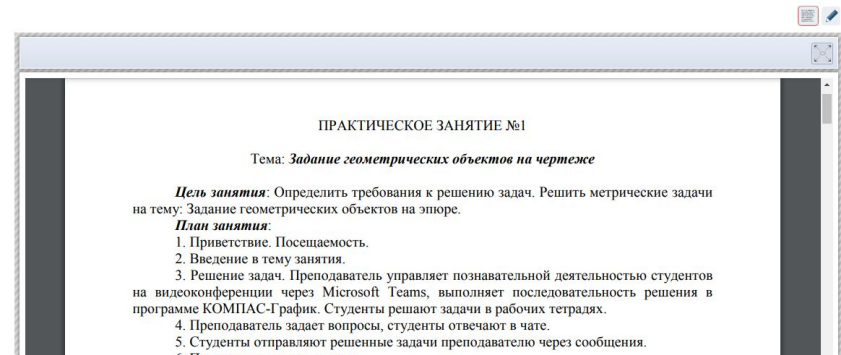 ПРАКТИЧЕСКОЕ ЗАНЯТИЕ №1
Тема: Задание геометрических объектов на чертеже
Цель занятия: Определить требования к решению задач. Решить метрические задачи
на тему: Задание геометрических объектов на эпюре.
План занятия:
1. Приветствие. Посещаемость.
2. Введение в тему занятия.
3. Решение задач. Преподаватель управляет познавательной деятельностью студентов
на видеоконференции через Microsoft Teams, выполняет последовательность решения в
программе КОМПАС-График. Студенты решают задачи в рабочих тетрадях.
4. Преподаватель задает вопросы, студенты отвечают в чате.
5. Студенты отправляют решенные задачи преподавателю через сообщения.